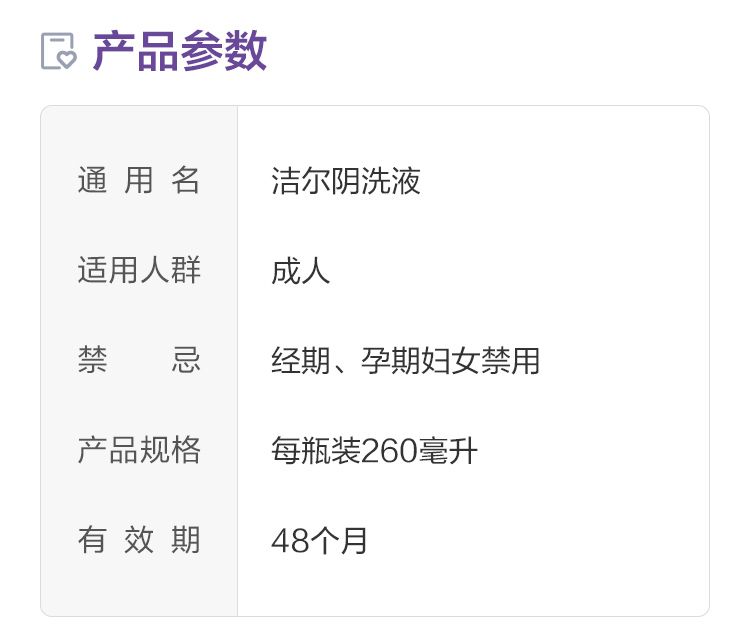 产品参数
通用名 洁尔阴洗液
适用人群 成人
禁忌 经期、孕期妇女禁用
产品规格 每瓶装260毫升
有效期 48个月